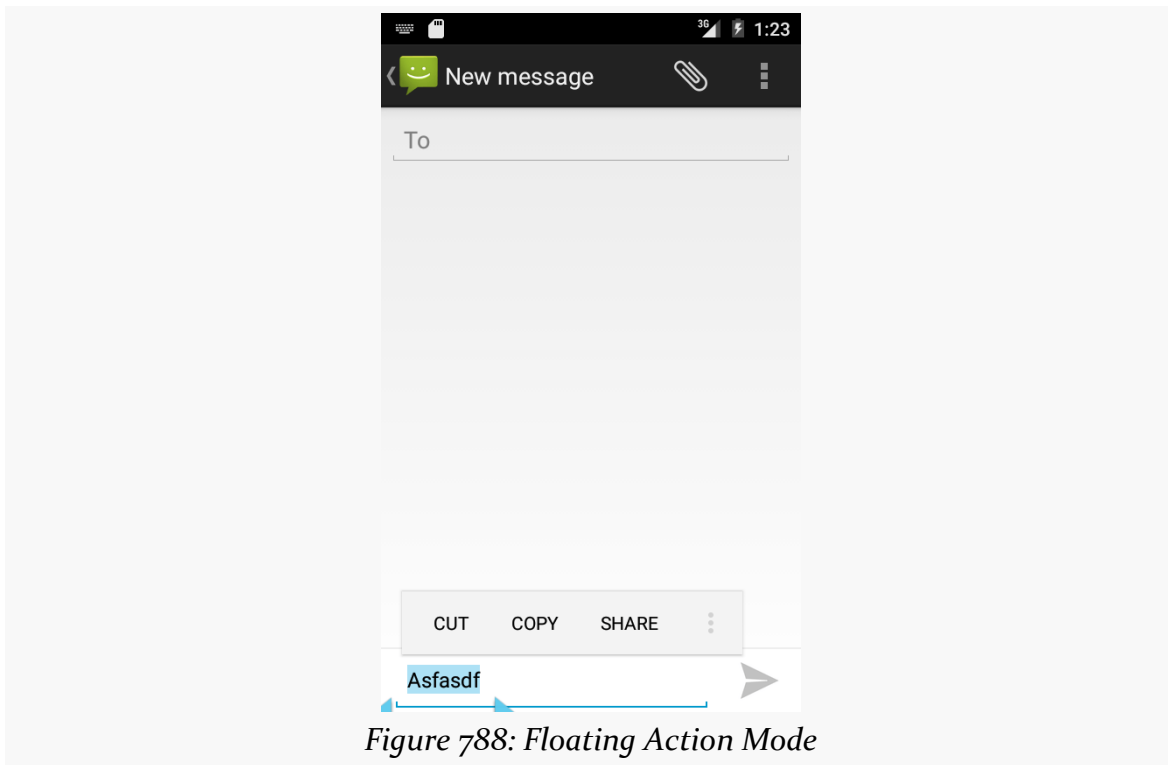 3G 1:23
New message
To
CUT COPY SHARE
Asfasdf
Figure 788: Floating Action Mode